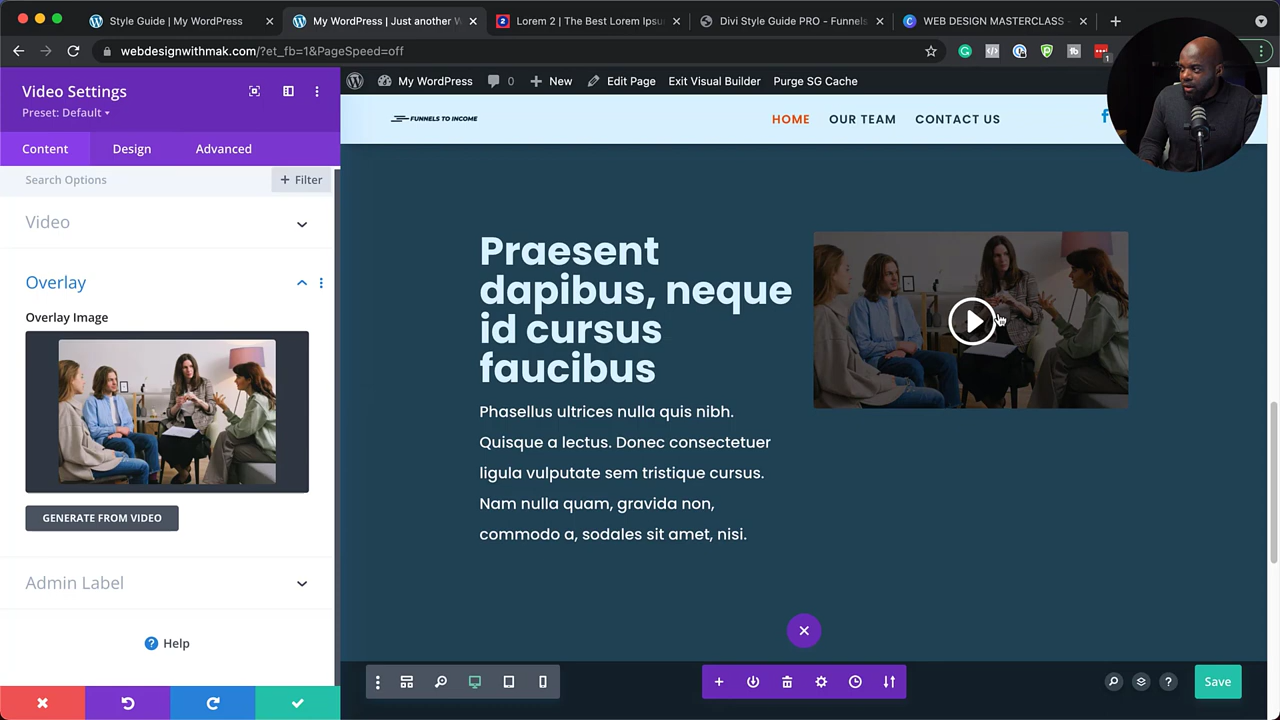 Style Guide | My WordPress
My WordPress | Just another W
Lorem 2 | The Best Lorem Ipsu
Divi Style Guide PRO - Funnels
WEB DESIGN MASTERCLASS -
webdesignwithmak.com/?et_fb=1&PageSpeed=off
1
Video Settings
Preset: Default
Content
Design
Advanced
Search Options
+ Filter
Video
Overlay
Overlay Image
GENERATE FROM VIDEO
Admin Label
? Help
My WordPress
0
+ New
Edit Page
Exit Visual Builder
Purge SG Cache
FUNNELS TO INCOME
HOME
OUR TEAM
CONTACT US
Praesent
dapibus, neque
id cursus
faucibus
Phasellus ultrices nulla quis nibh.
Quisque a lectus. Donec consectetuer
ligula vulputate sem tristique cursus.
Nam nulla quam, gravida non,
commodo a, sodales sit amet, nisi.
Save